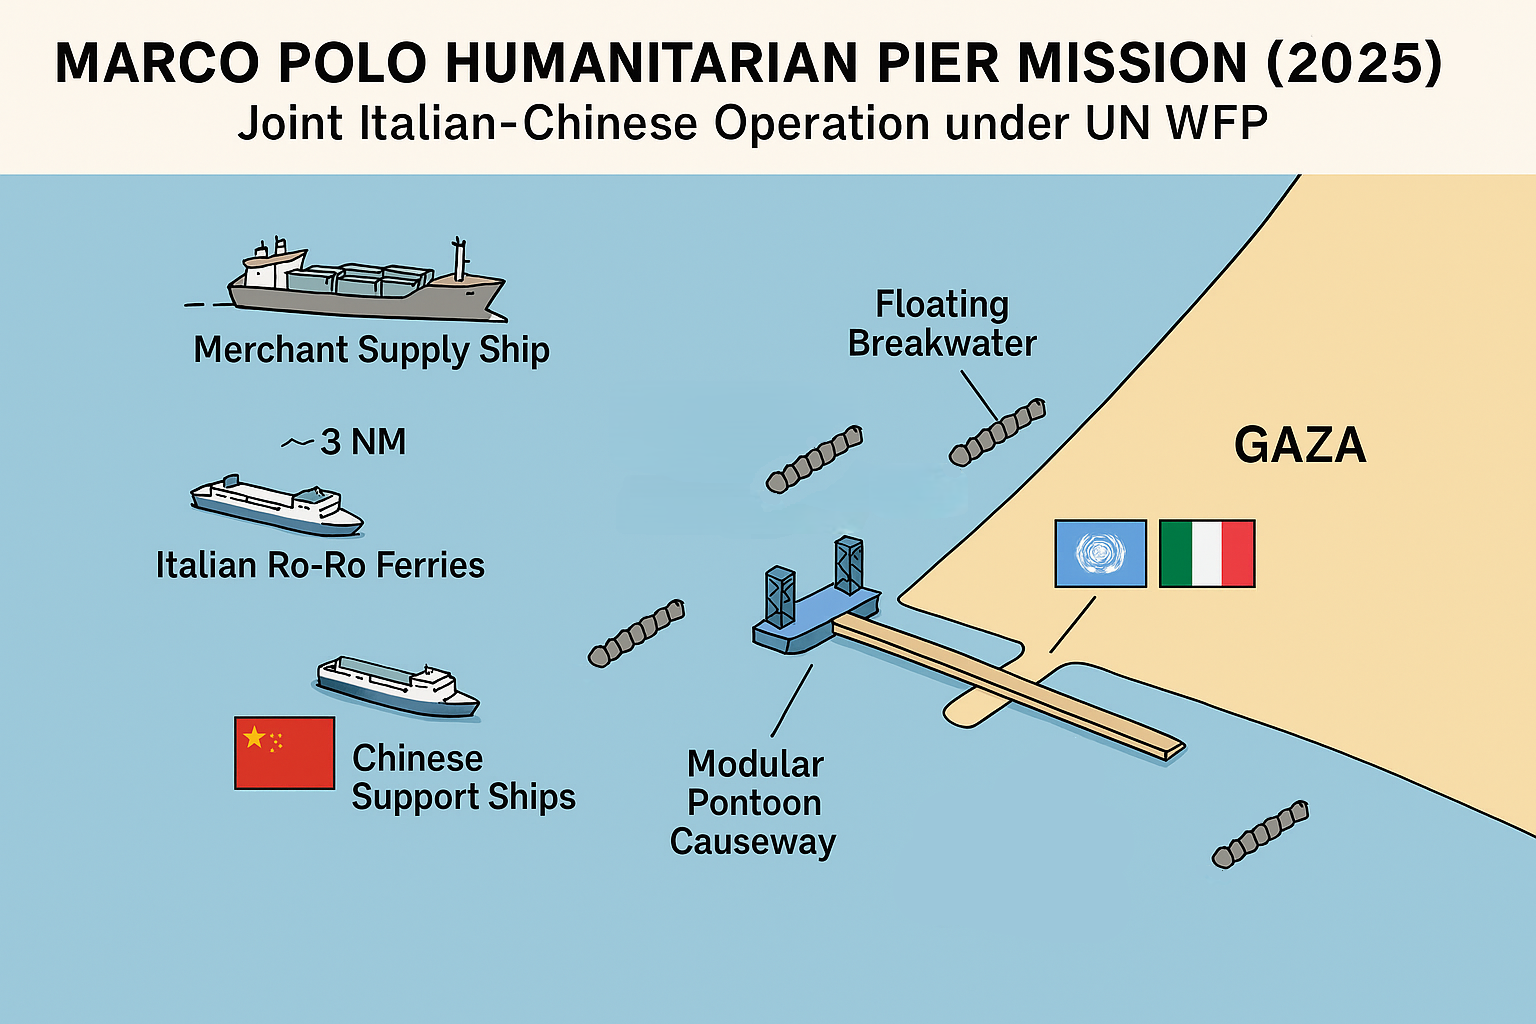 MARCO POLO HUMANITARIAN PIER MISSION (2025)
Joint Italian-Chinese Operation under UN WFP
Merchant Supply Ship
Floating
Breakwater
~3 NM
GAZA
Italian Ro-Ro Ferries
Chinese
Support Ships
Modular
Pontoon
Causeway